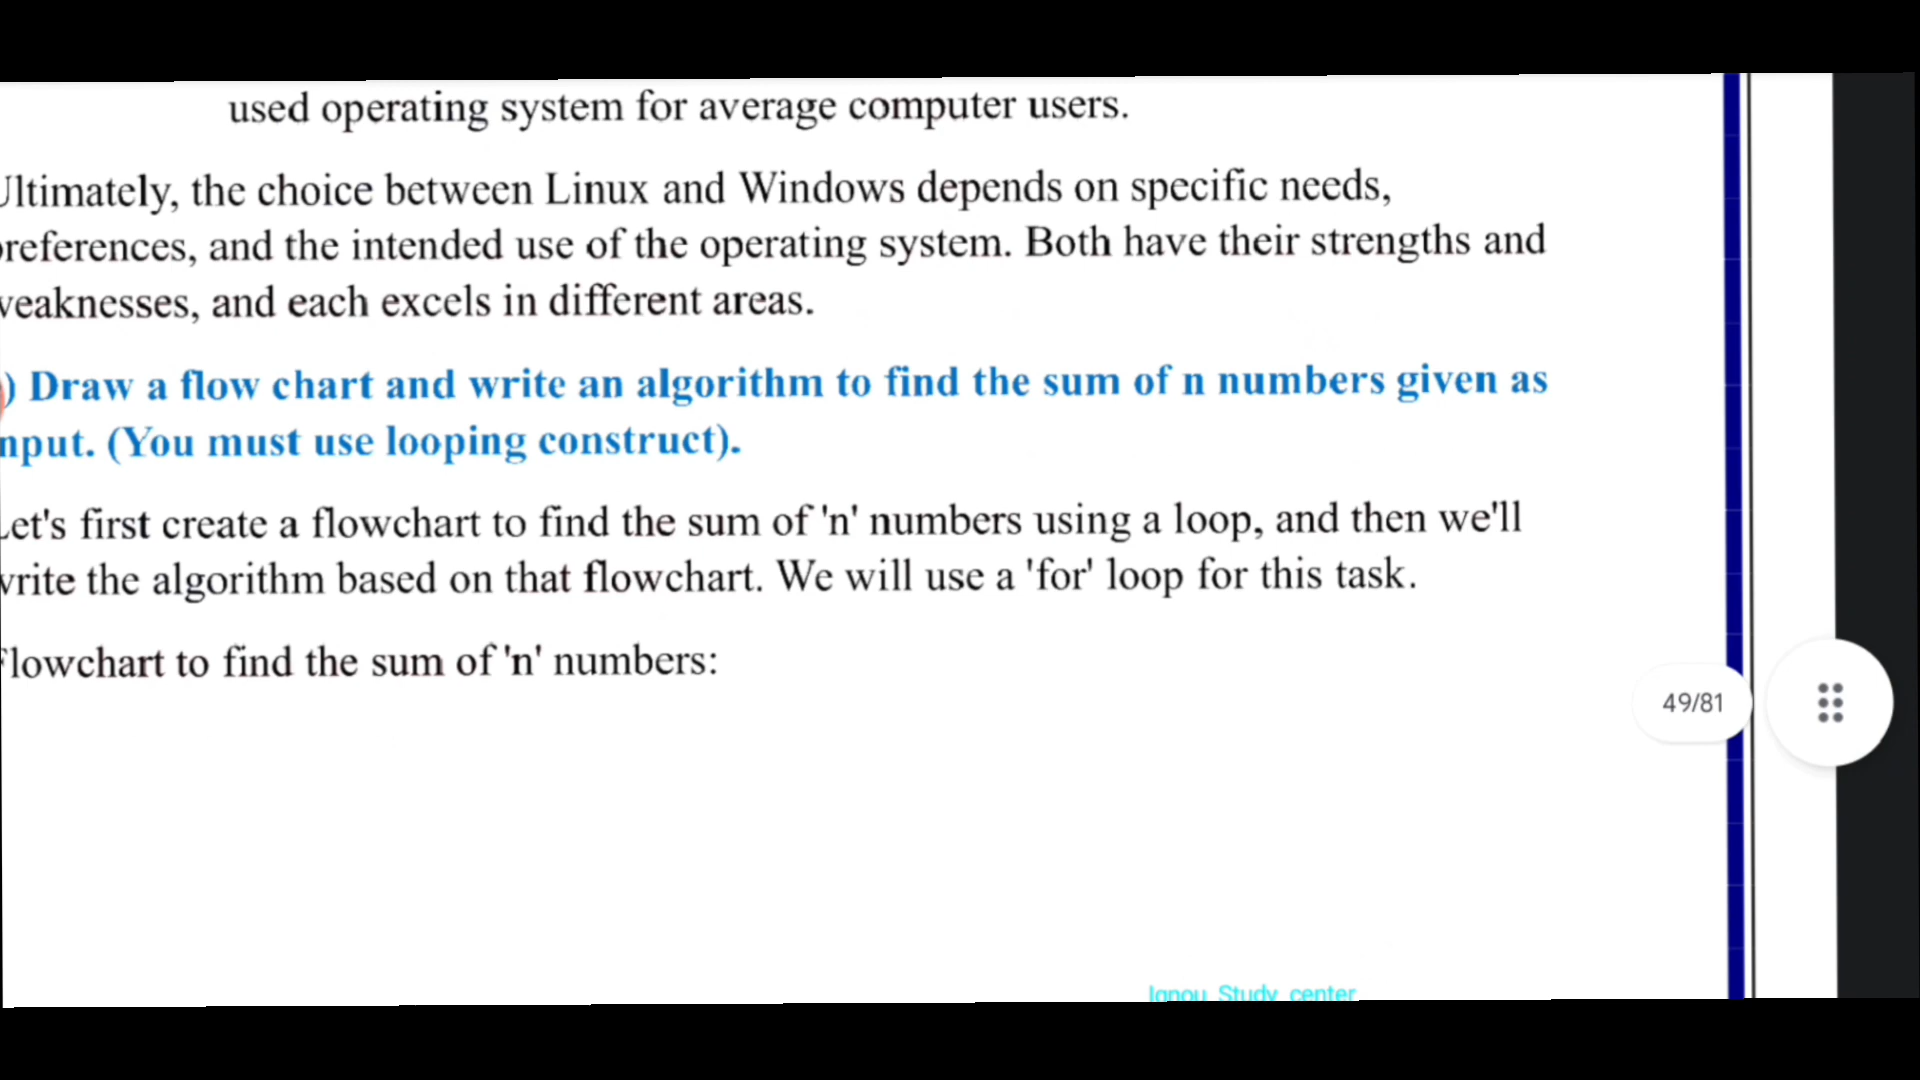 used operating system for average computer users.
Ultimately, the choice between Linux and Windows depends on specific needs,
preferences, and the intended use of the operating system. Both have their strengths and
weaknesses, and each excels in different areas.
) Draw a flow chart and write an algorithm to find the sum of n numbers given as
nput. (You must use looping construct).
Let's first create a flowchart to find the sum of 'n' numbers using a loop, and then we'll
write the algorithm based on that flowchart. We will use a 'for' loop for this task.
Flowchart to find the sum of 'n' numbers:
49/81
Ignou Study center